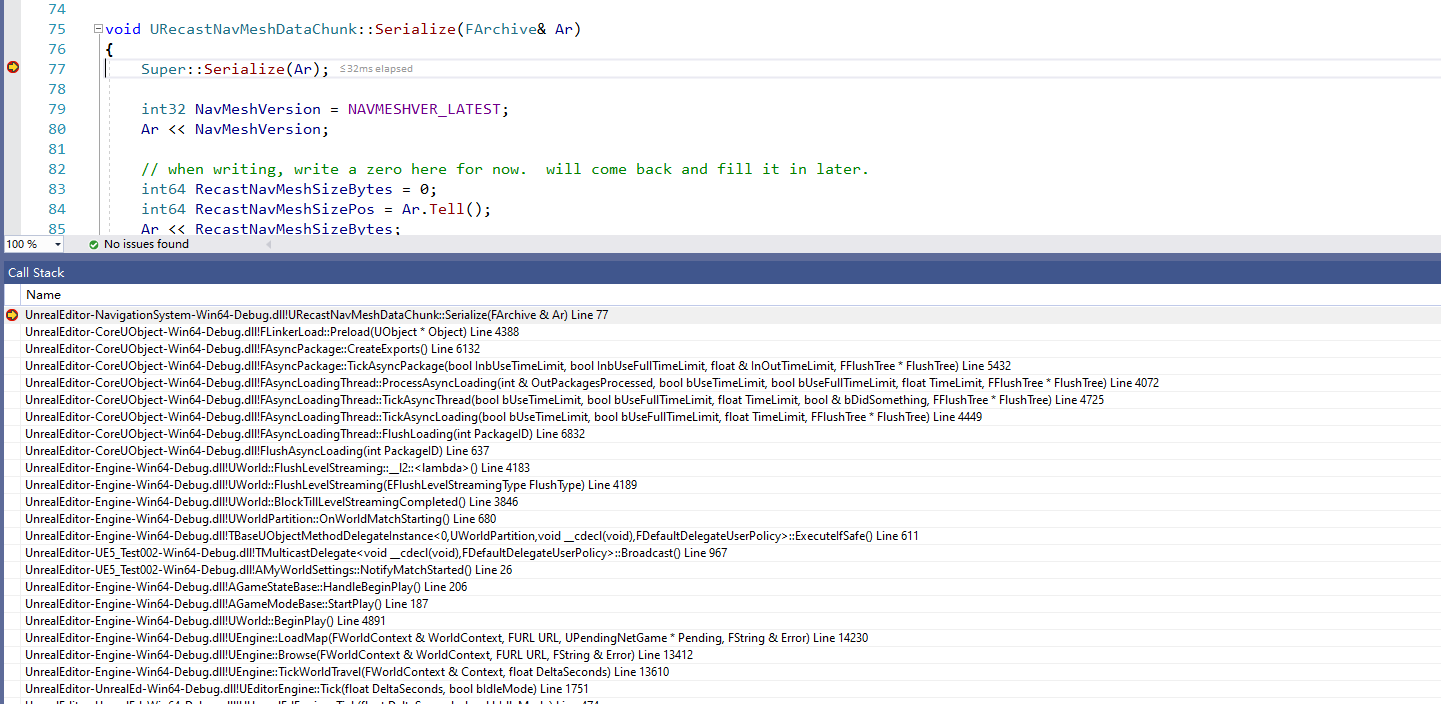 74
75 void URecastNavMeshDataChunk::Serialize(FArchive& Ar)
76 {
77 Super::Serialize(Ar); ≤32ms elapsed
78
79 int32 NavMeshVersion = NAVMESHVER_LATEST;
80 Ar << NavMeshVersion;
81
82 // when writing, write a zero here for now.  will come back and fill it in later.
83 int64 RecastNavMeshSizeBytes = 0;
84 int64 RecastNavMeshSizePos = Ar.Tell();
85 Ar << RecastNavMeshSizeBytes;
100 % No issues found
Call Stack
Name
UnrealEditor-NavigationSystem-Win64-Debug.dll!URecastNavMeshDataChunk::Serialize(FArchive & Ar) Line 77
UnrealEditor-CoreUObject-Win64-Debug.dll!FLinkerLoad::Preload(UObject * Object) Line 4388
UnrealEditor-CoreUObject-Win64-Debug.dll!FAsyncPackage::CreateExports() Line 6132
UnrealEditor-CoreUObject-Win64-Debug.dll!FAsyncPackage::TickAsyncPackage(bool InbUseTimeLimit, bool InbUseFullTimeLimit, float & InOutTimeLimit, FFlushTree * FlushTree) Line 5432
UnrealEditor-CoreUObject-Win64-Debug.dll!FAsyncLoadingThread::ProcessAsyncLoading(int & OutPackagesProcessed, bool bUseTimeLimit, bool bUseFullTimeLimit, float TimeLimit, FFlushTree * FlushTree) Line 4072
UnrealEditor-CoreUObject-Win64-Debug.dll!FAsyncLoadingThread::TickAsyncThread(bool bUseTimeLimit, bool bUseFullTimeLimit, float TimeLimit, bool & bDidSomething, FFlushTree * FlushTree) Line 4725
UnrealEditor-CoreUObject-Win64-Debug.dll!FAsyncLoadingThread::TickAsyncLoading(bool bUseTimeLimit, bool bUseFullTimeLimit, float TimeLimit, FFlushTree * FlushTree) Line 4449
UnrealEditor-CoreUObject-Win64-Debug.dll!FAsyncLoadingThread::FlushLoading(int PackageID) Line 6832
UnrealEditor-CoreUObject-Win64-Debug.dll!FlushAsyncLoading(int PackageID) Line 637
UnrealEditor-Engine-Win64-Debug.dll!UWorld::FlushLevelStreaming::__l2::<lambda>() Line 4183
UnrealEditor-Engine-Win64-Debug.dll!UWorld::FlushLevelStreaming(EFlushLevelStreamingType FlushType) Line 4189
UnrealEditor-Engine-Win64-Debug.dll!UWorld::BlockTillLevelStreamingCompleted() Line 3846
UnrealEditor-Engine-Win64-Debug.dll!UWorldPartition::OnWorldMatchStarting() Line 680
UnrealEditor-Engine-Win64-Debug.dll!TBaseUObjectMethodDelegateInstance<0,UWorldPartition,void __cdecl(void),FDefaultDelegateUserPolicy>::ExecuteIfSafe() Line 611
UnrealEditor-UE5_Test002-Win64-Debug.dll!TMulticastDelegate<void __cdecl(void),FDefaultDelegateUserPolicy>::Broadcast() Line 967
UnrealEditor-UE5_Test002-Win64-Debug.dll!AMyWorldSettings::NotifyMatchStarted() Line 26
UnrealEditor-Engine-Win64-Debug.dll!AGameStateBase::HandleBeginPlay() Line 206
UnrealEditor-Engine-Win64-Debug.dll!AGameModeBase::StartPlay() Line 187
UnrealEditor-Engine-Win64-Debug.dll!UWorld::BeginPlay() Line 4891
UnrealEditor-Engine-Win64-Debug.dll!UEngine::LoadMap(FWorldContext & WorldContext, FURL URL, UPendingNetGame * Pending, FString & Error) Line 14230
UnrealEditor-Engine-Win64-Debug.dll!UEngine::Browse(FWorldContext & WorldContext, FURL URL, FString & Error) Line 13412
UnrealEditor-Engine-Win64-Debug.dll!UEngine::TickWorldTravel(FWorldContext & Context, float DeltaSeconds) Line 13610
UnrealEditor-UnrealEd-Win64-Debug.dll!UEditorEngine::Tick(float DeltaSeconds, bool bIdleMode) Line 1751